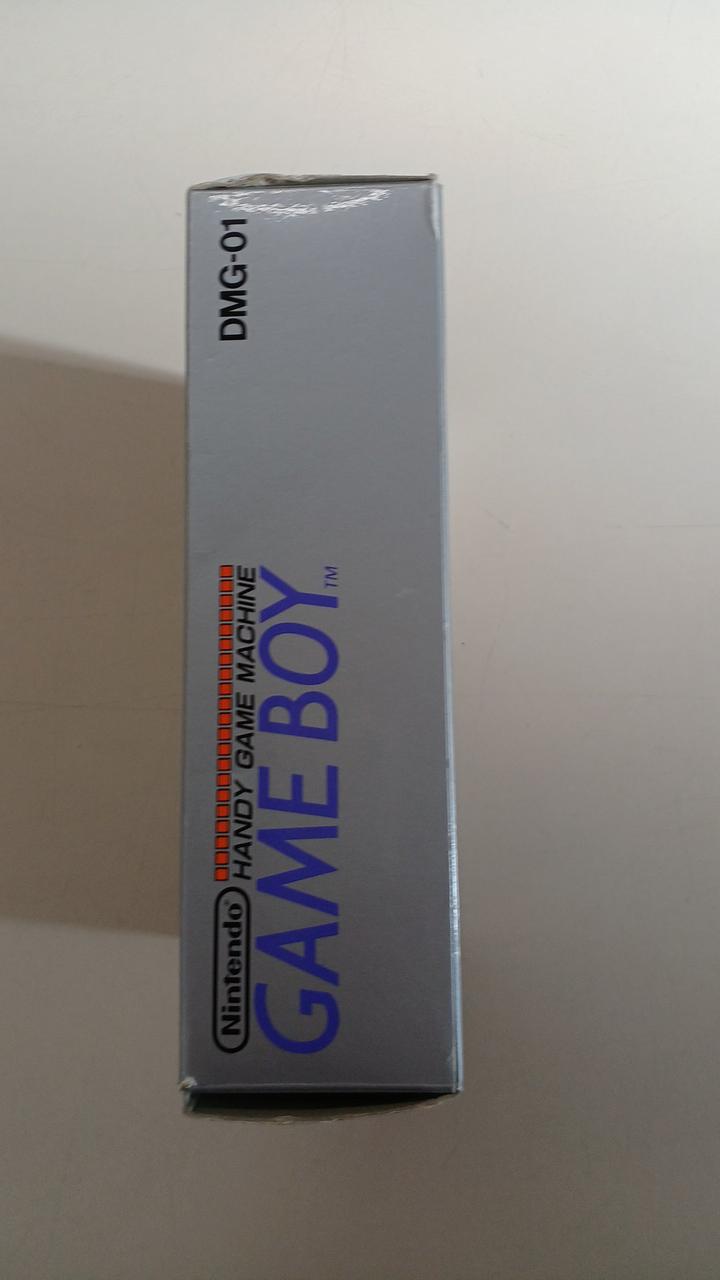 Nintendo®
HANDY GAME MACHINE
GAME BOY™
DMG-01